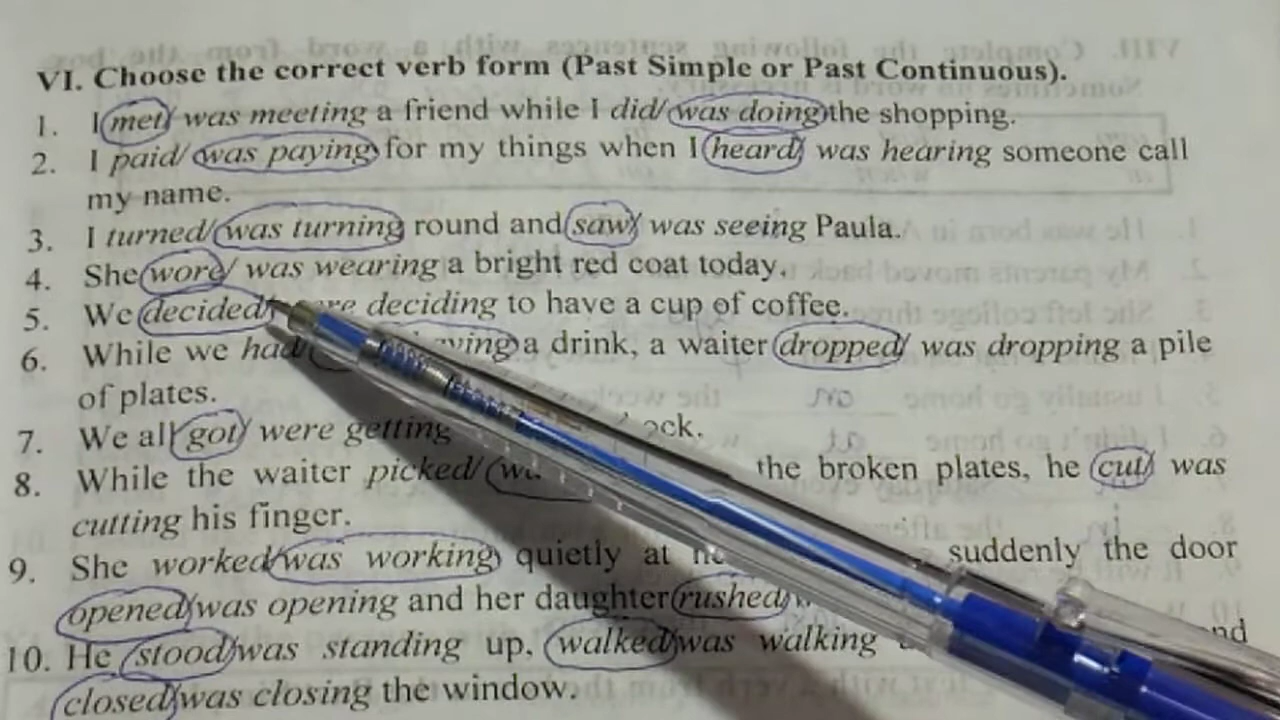 VI. Choose the correct verb form (Past Simple or Past Continuous).
1. I met/ was meeting a friend while I did/ was doing the shopping.
2. I paid/ was paying for my things when I heard/ was hearing someone call
my name.
3. I turned/ was turning round and saw/ was seeing Paula.
4. She wore/ was wearing a bright red coat today.
5. We decided/ deciding to have a cup of coffee.
6. While we had a drink, a waiter dropped/ was dropping a pile
of plates.
7. We all got/ were getting
8. While the waiter picked/ the broken plates, he cut/ was
cutting his finger.
9. She worked/was working quietly at suddenly the door
opened/was opening and her daughter rushed/
10. He stood/was standing up, walked/was walking
closed/was closing the window.